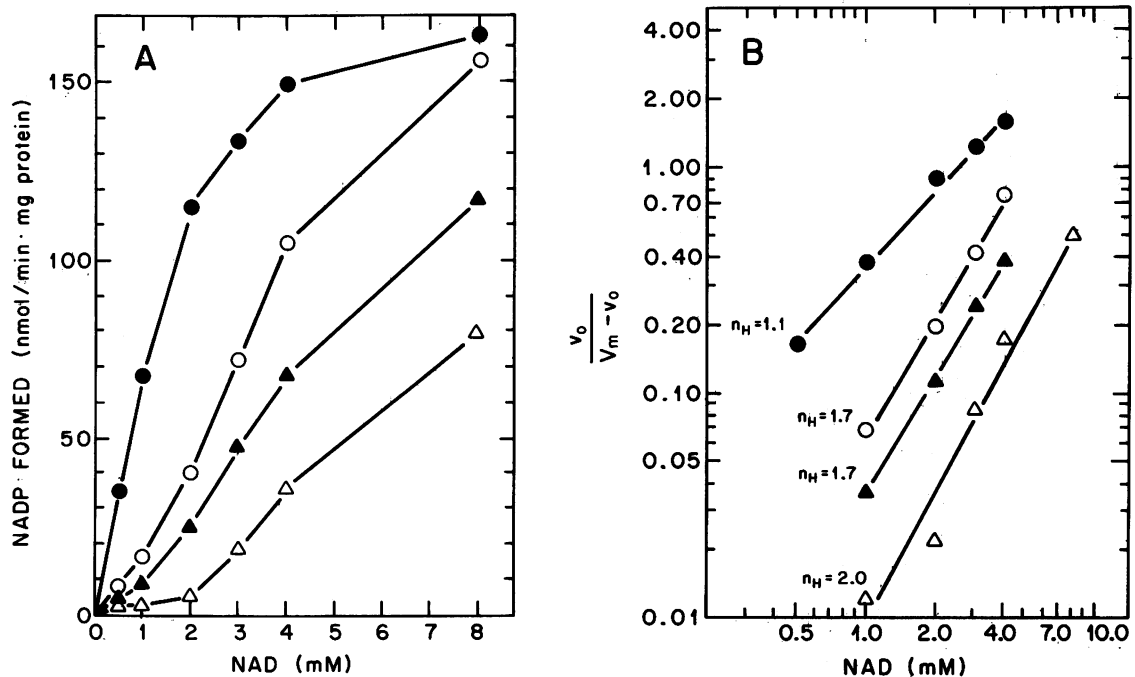 A
NADP FORMED (nmol/min·mg protein)
150
100
50
0
0 1 2 3 4 5 6 7 8
NAD (mM)
B
v₀
Vₘ - v₀
4.00
2.00
1.00
0.70
0.40
0.20
0.10
0.05
0.01
nH=1.1
nH=1.7
nH=1.7
nH=2.0
0.5 1.0 2.0 4.0 7.0 10.0
NAD (mM)